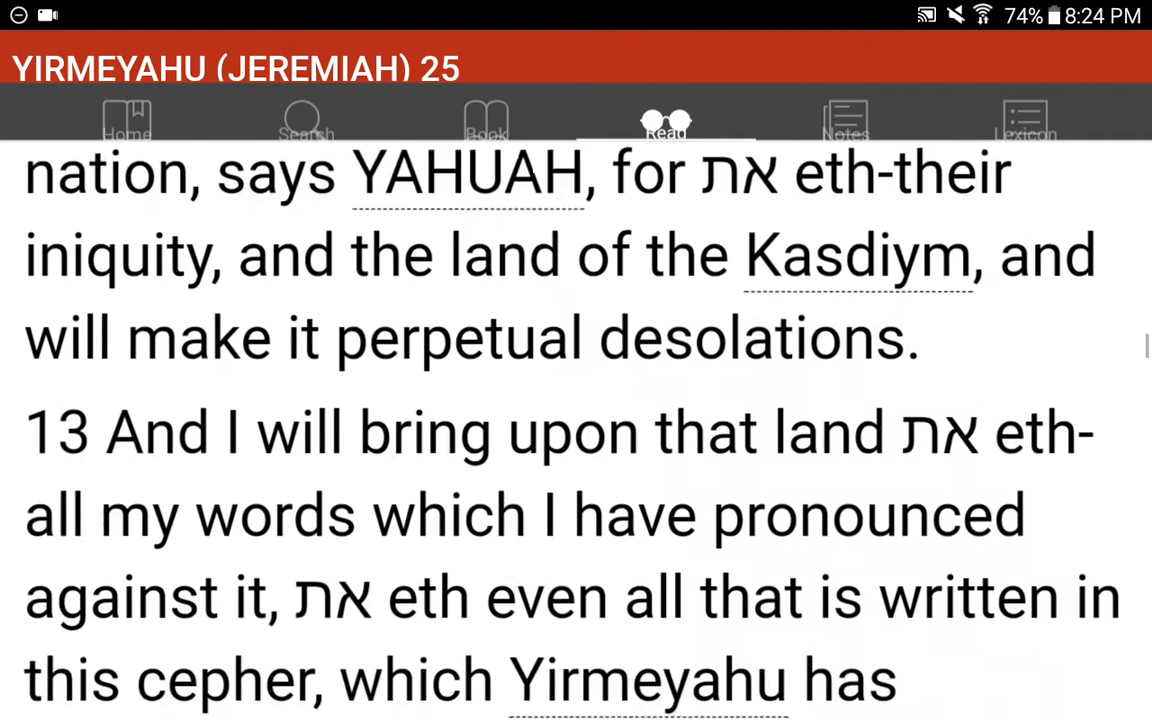 74% 8:24 PM
YIRMEYAHU (JEREMIAH) 25
Home Search Book Read Notes Lexicon
nation, says YAHUAH, for את eth-their
iniquity, and the land of the Kasdiym, and
will make it perpetual desolations.
13 And I will bring upon that land את eth-
all my words which I have pronounced
against it, את eth even all that is written in
this cepher, which Yirmeyahu has